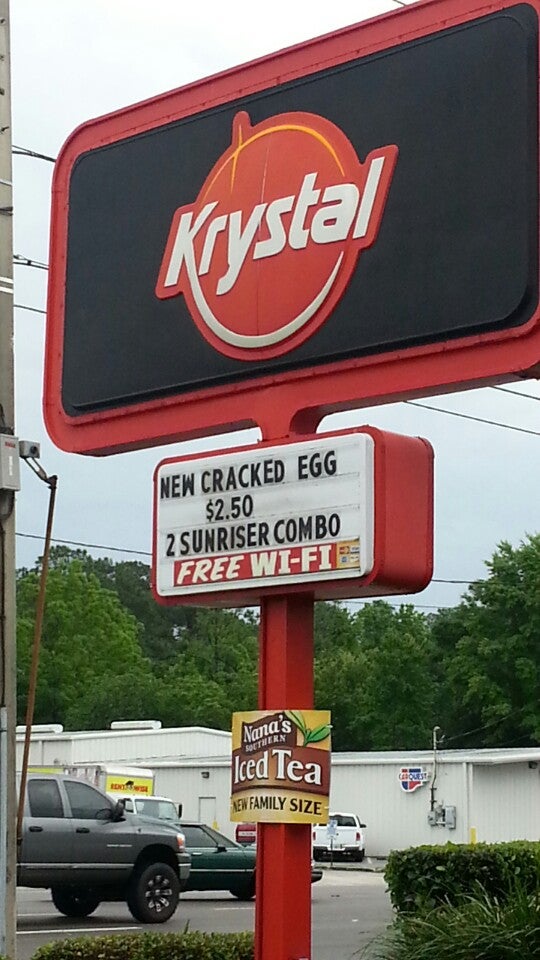 Krystal
NEW CRACKED EGG
$2.50
2 SUNRISER COMBO
FREE WI-FI
Nana's
SOUTHERN
Iced Tea
NEW FAMILY SIZE
CARQUEST